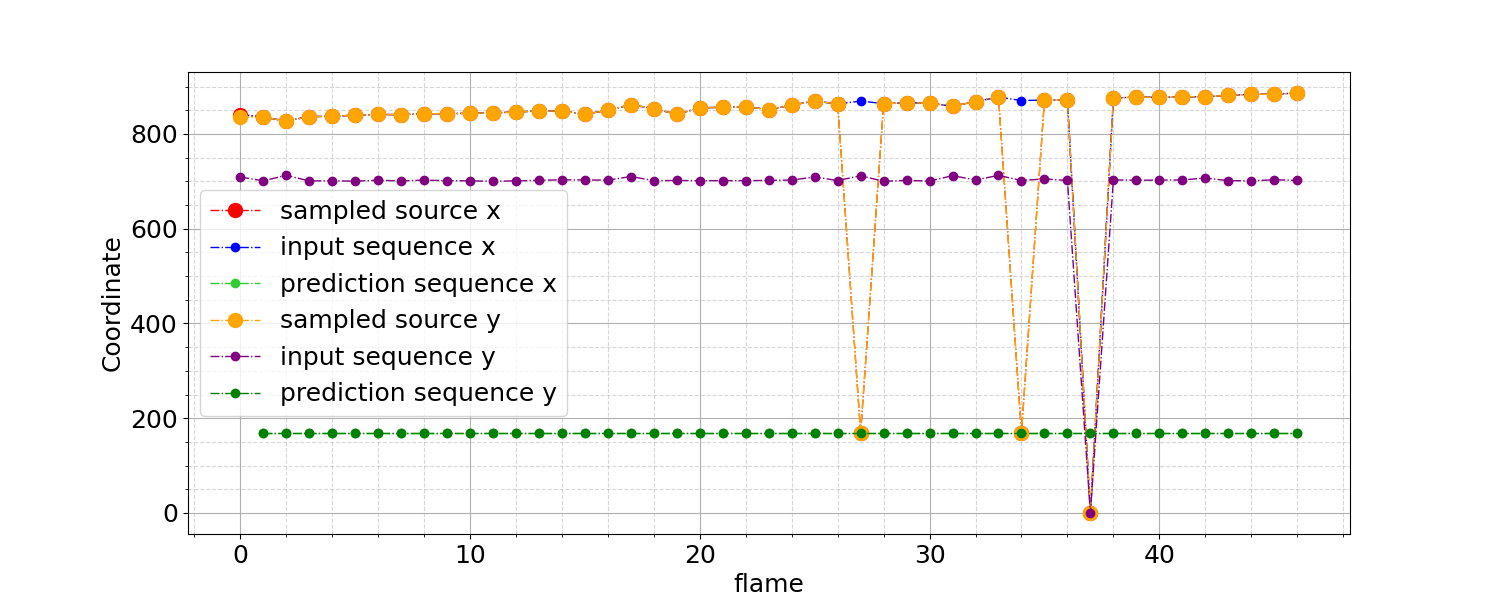 800
600
400
200
0
Coordinate
sampled source x
input sequence x
prediction sequence x
sampled source y
input sequence y
prediction sequence y
0 10 20 30 40
flame